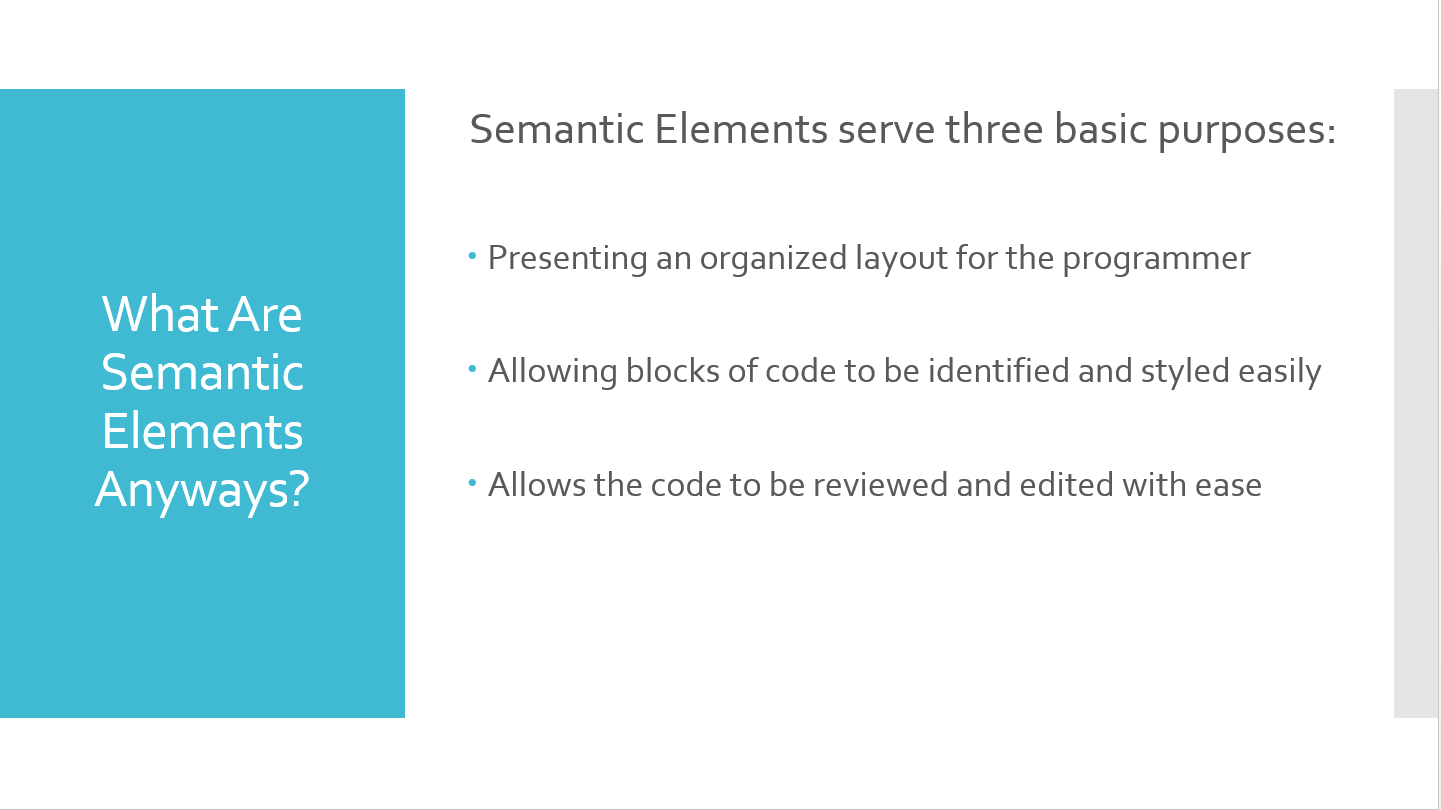 What Are
Semantic
Elements
Anyways?
Semantic Elements serve three basic purposes:
• Presenting an organized layout for the programmer
• Allowing blocks of code to be identified and styled easily
• Allows the code to be reviewed and edited with ease